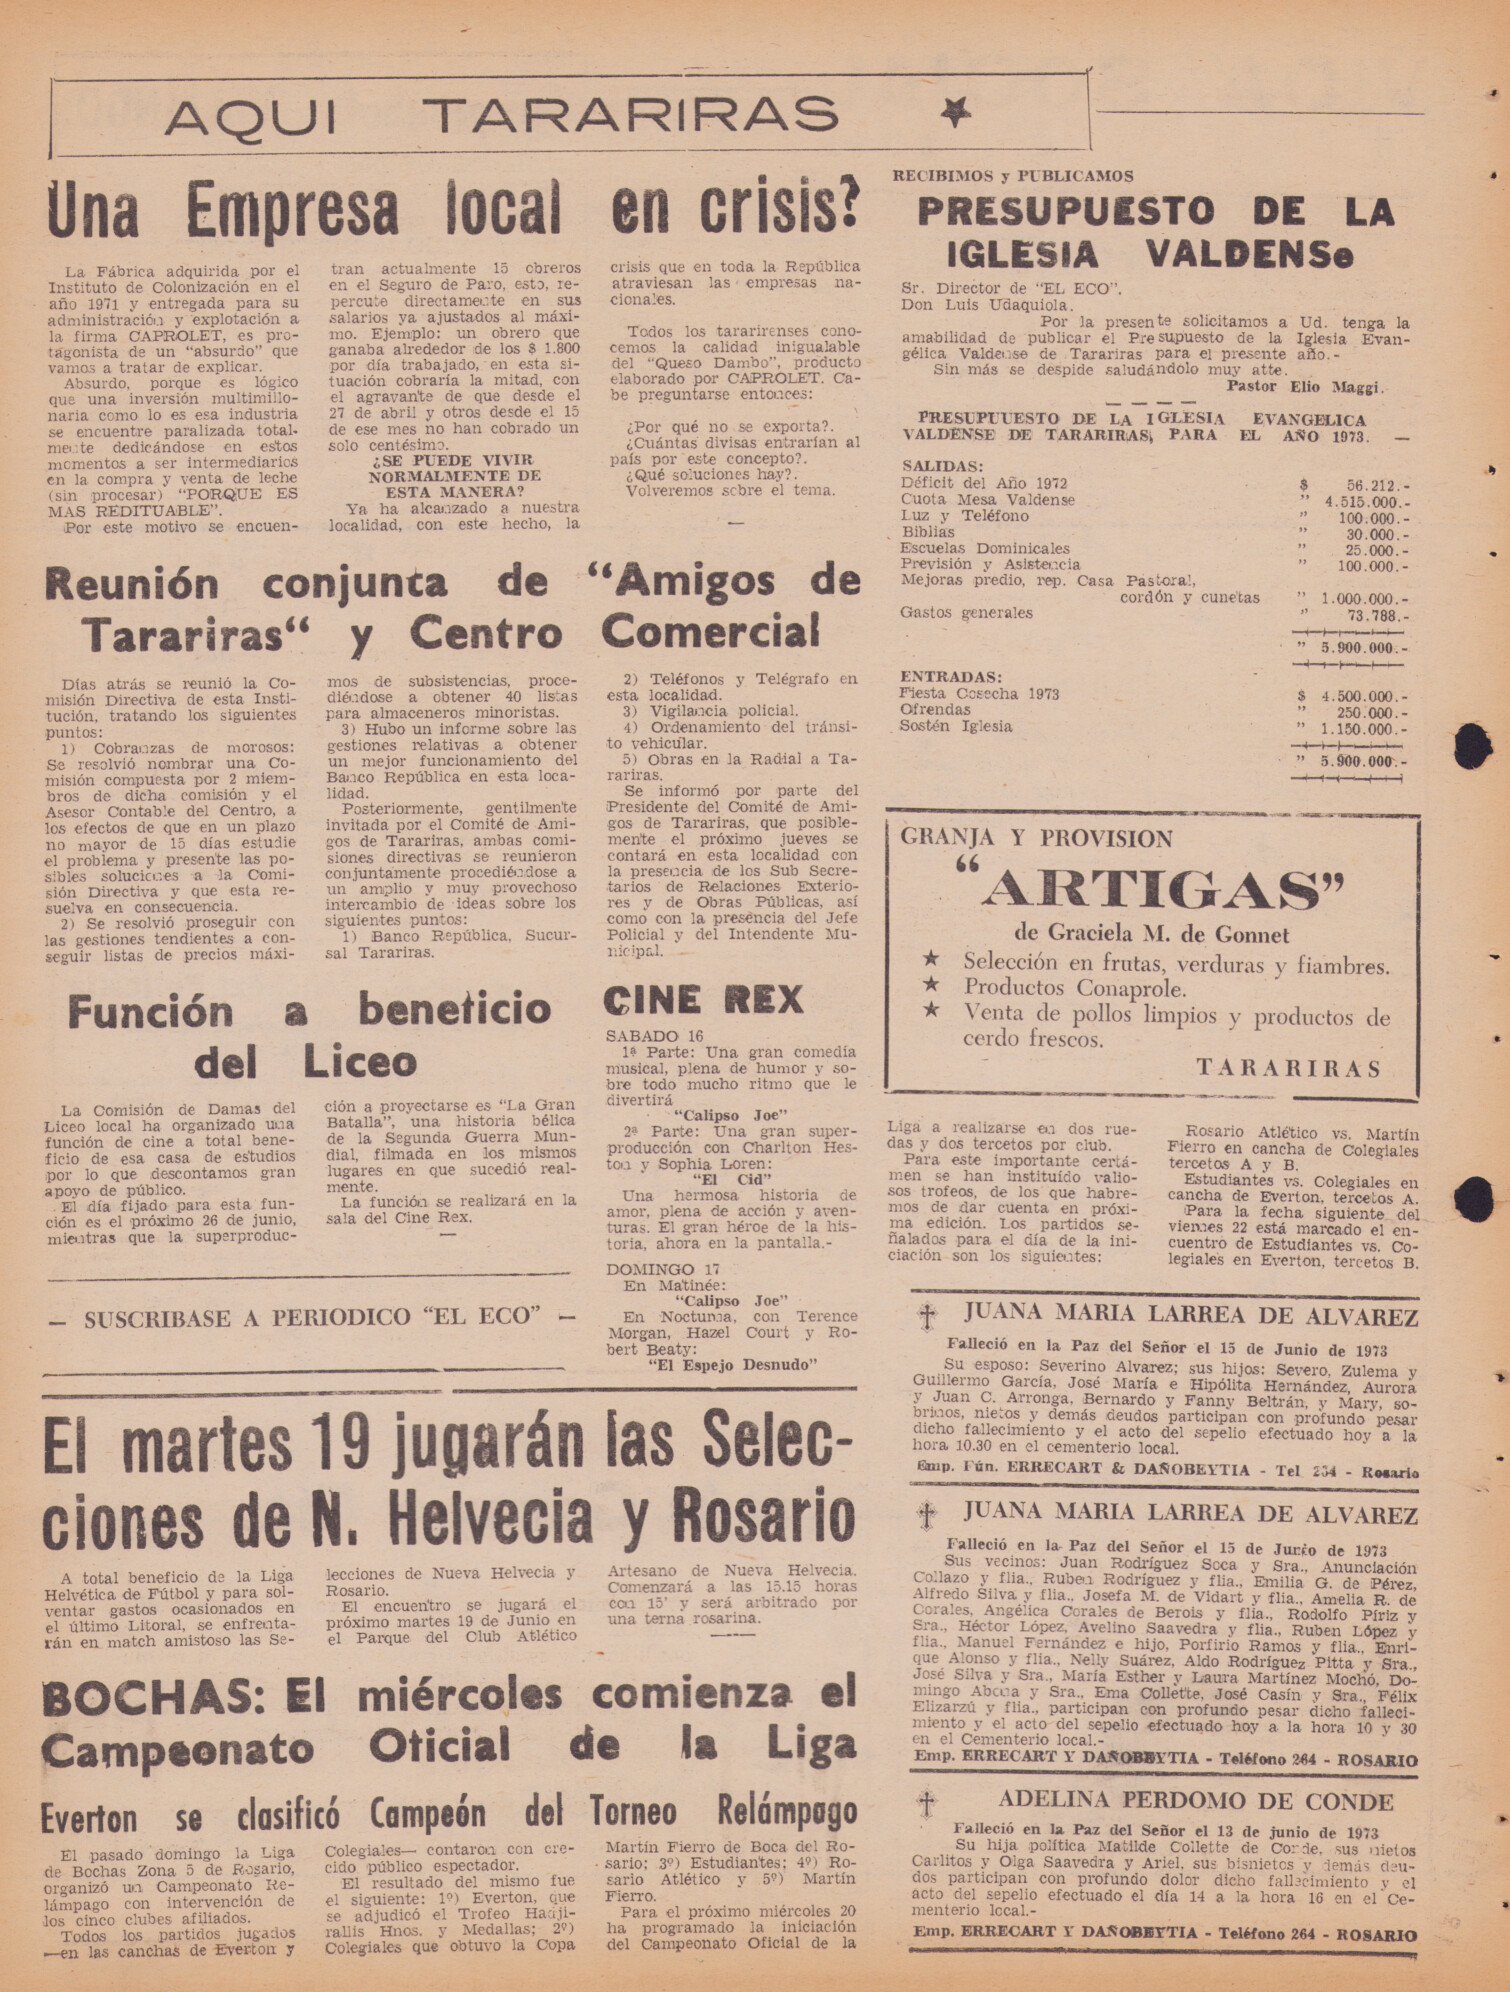 AQUI TARARIRAS ★
Una Empresa local en crisis?
La Fábrica adquirida por el
Instituto de Colonización en el
año 1971 y entregada para su
administración y explotación a
la firma CAPROLET, es pro-
tagonista de un "absurdo" que
vamos a tratar de explicar.
Absurdo, porque es lógico
que una inversión multimillo-
naria como lo es esa industria
se encuentre paralizada total-
mente dedicándose en estos
momentos a ser intermediarios
en la compra y venta de leche
(sin procesar) "PORQUE ES
MAS REDITUABLE".
Por este motivo se encuen-
tran actualmente 15 obreros
en el Seguro de Paro, esto, re-
percute directamente en sus
salarios ya ajustados al máxi-
mo. Ejemplo: un obrero que
ganaba alrededor de los $ 1.800
por día trabajado, en esta si-
tuación cobraría la mitad, con
el agravante de que desde el
27 de abril y otros desde el 15
de ese mes no han cobrado un
solo centésimo.
¿SE PUEDE VIVIR
NORMALMENTE DE
ESTA MANERA?
Ya ha alcanzado a nuestra
localidad, con este hecho, la
crisis que en toda la República
atraviesan las empresas na-
cionales.
Todos los tararirenses cono-
cemos la calidad inigualable
del "Queso Dambo", producto
elaborado por CAPROLET. Ca-
be preguntarse entonces:
¿Por qué no se exporta?.
¿Cuántas divisas entrarían al
país por este concepto?.
¿Qué soluciones hay?.
Volveremos sobre el tema.
—
Reunión conjunta de "Amigos de
Tarariras" y Centro Comercial
Días atrás se reunió la Co-
misión Directiva de esta Insti-
tución, tratando los siguientes
puntos:
1) Cobranzas de morosos:
Se resolvió nombrar una Co-
misión compuesta por 2 miem-
bros de dicha comisión y el
Asesor Contable del Centro, a
los efectos de que en un plazo
no mayor de 15 días estudie
el problema y presente las po-
sibles soluciones a la Comi-
sión Directiva y que esta re-
suelva en consecuencia.
2) Se resolvió proseguir con
las gestiones tendientes a con-
seguir listas de precios máxi-
mos de subsistencias, proce-
diéndose a obtener 40 listas
para almaceneros minoristas.
3) Hubo un informe sobre las
gestiones relativas a obtener
un mejor funcionamiento del
Banco República en esta loca-
lidad.
Posteriormente, gentilmente
invitada por el Comité de Ami-
gos de Tarariras, ambas comi-
siones directivas se reunieron
conjuntamente procediéndose a
un amplio y muy provechoso
intercambio de ideas sobre los
siguientes puntos:
1) Banco República, Sucur-
sal Tarariras.
2) Teléfonos y Telégrafo en
esta localidad.
3) Vigilancia policial.
4) Ordenamiento del tránsi-
to vehicular.
5) Obras en la Radial a Ta-
rariras.
Se informó por parte del
Presidente del Comité de Ami-
gos de Tarariras, que posible-
mente el próximo jueves se
contará en esta localidad con
la presencia de los Sub Secre-
tarios de Relaciones Exterio-
res y de Obras Públicas, así
como con la presencia del Jefe
Policial y del Intendente Mu-
nicipal.
Función a beneficio
del Liceo
La Comisión de Damas del
Liceo local ha organizado una
función de cine a total bene-
ficio de esa casa de estudios
por lo que descontamos gran
apoyo de público.
El día fijado para esta fun-
ción es el próximo 26 de junio,
mientras que la superproduc-
ción a proyectarse es "La Gran
Batalla", una historia bélica
de la Segunda Guerra Mun-
dial, filmada en los mismos
lugares en que sucedió real-
mente.
La función se realizará en la
sala del Cine Rex.
—
— SUSCRIBASE A PERIODICO "EL ECO" —
CINE REX
SABADO 16
1ª Parte: Una gran comedia
musical, plena de humor y so-
bre todo mucho ritmo que le
divertirá
"Calipso Joe"
2ª Parte: Una gran super-
producción con Charlton Hes-
ton y Sophia Loren:
"El Cid"
Una hermosa historia de
amor, plena de acción y aven-
turas. El gran héroe de la his-
toria, ahora en la pantalla.-
DOMINGO 17
En Matinée:
"Calipso Joe"
En Nocturna, con Terence
Morgan, Hazel Court y Ro-
bert Beaty:
"El Espejo Desnudo"
El martes 19 jugarán las Selec-
ciones de N. Helvecia y Rosario
A total beneficio de la Liga
Helvética de Fútbol y para sol-
ventar gastos ocasionados en
el último Litoral, se enfrenta-
rán en match amistoso las Se-
lecciones de Nueva Helvecia y
Rosario.
El encuentro se jugará el
próximo martes 19 de Junio en
el Parque del Club Atlético
Artesano de Nueva Helvecia.
Comenzará a las 15.15 horas
con 15' y será arbitrado por
una terna rosarina.
BOCHAS: El miércoles comienza el
Campeonato Oficial de la Liga
Everton se clasificó Campeón del Torneo Relámpago
El pasado domingo la Liga
de Bochas Zona 5 de Rosario,
organizó un Campeonato Re-
lámpago con intervención de
los cinco clubes afiliados.
Todos los partidos jugados
—en las canchas de Everton y
Colegiales— contaron con cre-
cido público espectador.
El resultado del mismo fue
el siguiente: 1º) Everton, que
se adjudicó el Trofeo Hadji-
rallis Hnos. y Medallas; 2º)
Colegiales que obtuvo la Copa
Martín Fierro de Boca del Ro-
sario; 3º) Estudiantes; 4º) Ro-
sario Atlético y 5º) Martín
Fierro.
Para el próximo miércoles 20
ha programado la iniciación
del Campeonato Oficial de la
RECIBIMOS y PUBLICAMOS
PRESUPUESTO DE LA
IGLESIA VALDENSe
Sr. Director de "EL ECO".
Don Luis Udaquiola.
Por la presente solicitamos a Ud. tenga la
amabilidad de publicar el Presupuesto de la Iglesia Evan-
gélica Valdense de Tarariras para el presente año.-
Sin más se despide saludándolo muy atte.
Pastor Elio Maggi.
— — — —
PRESUPUUESTO DE LA IGLESIA EVANGELICA
VALDENSE DE TARARIRAS, PARA EL AÑO 1973. —
SALIDAS:
Déficit del Año 1972 $ 56.212.-
Cuota Mesa Valdense " 4.515.000.-
Luz y Teléfono " 100.000.-
Biblias " 30.000.-
Escuelas Dominicales " 25.000.-
Previsión y Asistencia " 100.000.-
Mejoras predio, rep. Casa Pastoral,
cordón y cunetas " 1.000.000.-
Gastos generales " 73.788.-
" 5.900.000.-
ENTRADAS:
Fiesta Cosecha 1973 $ 4.500.000.-
Ofrendas " 250.000.-
Sostén Iglesia " 1.150.000.-
" 5.900.000.-
GRANJA Y PROVISION
"ARTIGAS"
de Graciela M. de Gonnet
★ Selección en frutas, verduras y fiambres.
★ Productos Conaprole.
★ Venta de pollos limpios y productos de
cerdo frescos.
TARARIRAS
Liga a realizarse en dos rue-
das y dos tercetos por club.
Para este importante certá-
men se han instituído valio-
sos trofeos, de los que habre-
mos de dar cuenta en próxi-
ma edición. Los partidos se-
ñalados para el día de la ini-
ciación son los siguientes:
Rosario Atlético vs. Martín
Fierro en cancha de Colegiales
tercetos A y B.
Estudiantes vs. Colegiales en
cancha de Everton, tercetos A.
Para la fecha siguiente del
viernes 22 está marcado el en-
cuentro de Estudiantes vs. Co-
legiales en Everton, tercetos B.
✝ JUANA MARIA LARREA DE ALVAREZ
Falleció en la Paz del Señor el 15 de Junio de 1973
Su esposo: Severino Alvarez; sus hijos: Severo, Zulema y
Guillermo García, José María e Hipólita Hernández, Aurora
y Juan C. Arronga, Bernardo y Fanny Beltrán, y Mary, so-
brinos, nietos y demás deudos participan con profundo pesar
dicho fallecimiento y el acto del sepelio efectuado hoy a la
hora 10.30 en el cementerio local.
Emp. Fún. ERRECART & DAÑOBEYTIA - Tel 264 - Rosario
✝ JUANA MARIA LARREA DE ALVAREZ
Falleció en la Paz del Señor el 15 de Junio de 1973
Sus vecinos: Juan Rodríguez Soca y Sra., Anunciación
Collazo y flia., Ruben Rodríguez y flia., Emilia G. de Pérez,
Alfredo Silva y flia., Josefa M. de Vidart y flia., Amelia R. de
Corales, Angélica Corales de Berois y flia., Rodolfo Píriz y
Sra., Héctor López, Avelino Saavedra y flia., Ruben López y
flia., Manuel Fernández e hijo, Porfirio Ramos y flia., Enri-
que Alonso y flia., Nelly Suárez, Aldo Rodríguez Pitta y Sra.,
José Silva y Sra., María Esther y Laura Martínez Mochó, Do-
mingo Abona y Sra., Ema Collette, José Casín y Sra., Félix
Elizarzú y flia., participan con profundo pesar dicho falleci-
miento y el acto del sepelio efectuado hoy a la hora 10 y 30
en el Cementerio local.-
Emp. ERRECART Y DAÑOBEYTIA - Teléfono 264 - ROSARIO
✝ ADELINA PERDOMO DE CONDE
Falleció en la Paz del Señor el 13 de junio de 1973
Su hija política Matilde Collette de Conde, sus nietos
Carlitos y Olga Saavedra y Ariel, sus bisnietos y demás deu-
dos participan con profundo dolor dicho fallecimiento y el
acto del sepelio efectuado el día 14 a la hora 16 en el Ce-
menterio local.-
Emp. ERRECART Y DAÑOBEYTIA - Teléfono 264 - ROSARIO